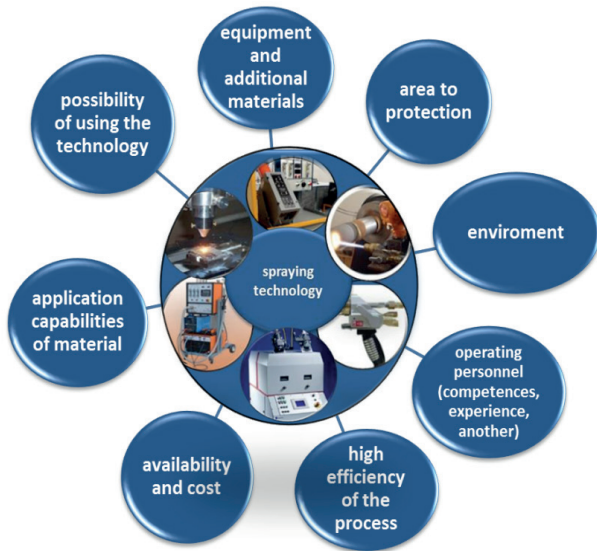 equipment
and
additional
materials
area to
protection
enviroment
operating
personnel
(competences,
experience,
another)
high
efficiency
of the
process
availability
and cost
application
capabilities
of material
possibility
of using the
technology
spraying
technology